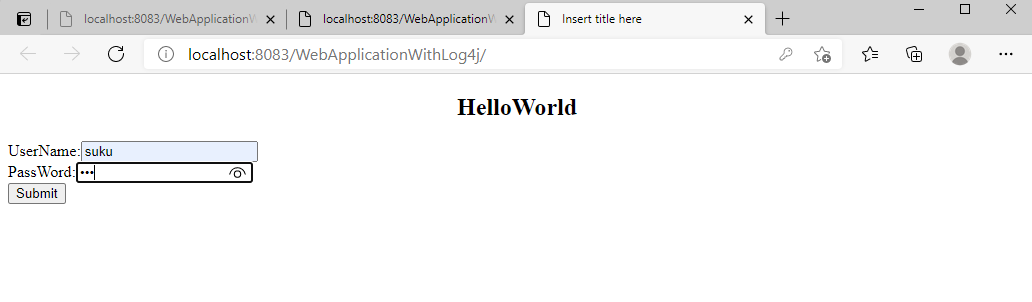 localhost:8083/WebApplicationW
localhost:8083/WebApplicationW
Insert title here
localhost:8083/WebApplicationWithLog4j/
HelloWorld
UserName: suku
PassWord: •••
Submit